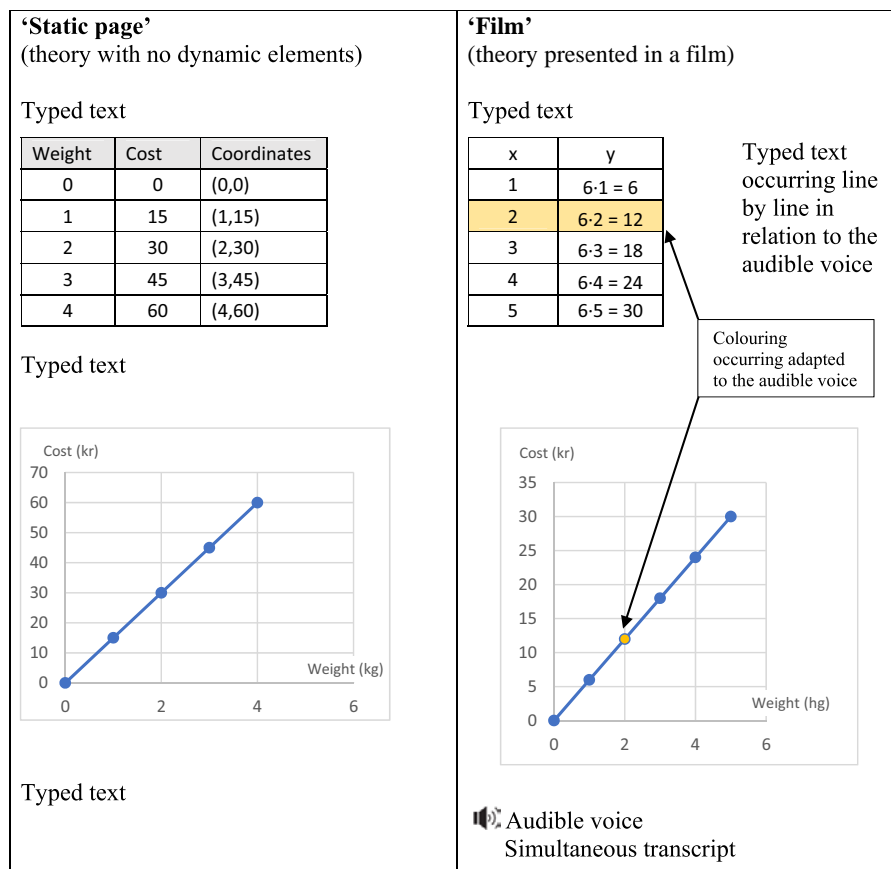 ‘Static page’
(theory with no dynamic elements)
Typed text
Weight Cost Coordinates
0 0 (0,0)
1 15 (1,15)
2 30 (2,30)
3 45 (3,45)
4 60 (4,60)
Typed text
Cost (kr)
70
60
50
40
30
20
10
0
Weight (kg)
0 2 4 6
Typed text
‘Film’
(theory presented in a film)
Typed text
x y
1 6·1 = 6
2 6·2 = 12
3 6·3 = 18
4 6·4 = 24
5 6·5 = 30
Typed text
occurring line
by line in
relation to the
audible voice
Colouring
occurring adapted
to the audible voice
Cost (kr)
35
30
25
20
15
10
5
0
Weight (hg)
0 2 4 6
Audible voice
Simultaneous transcript